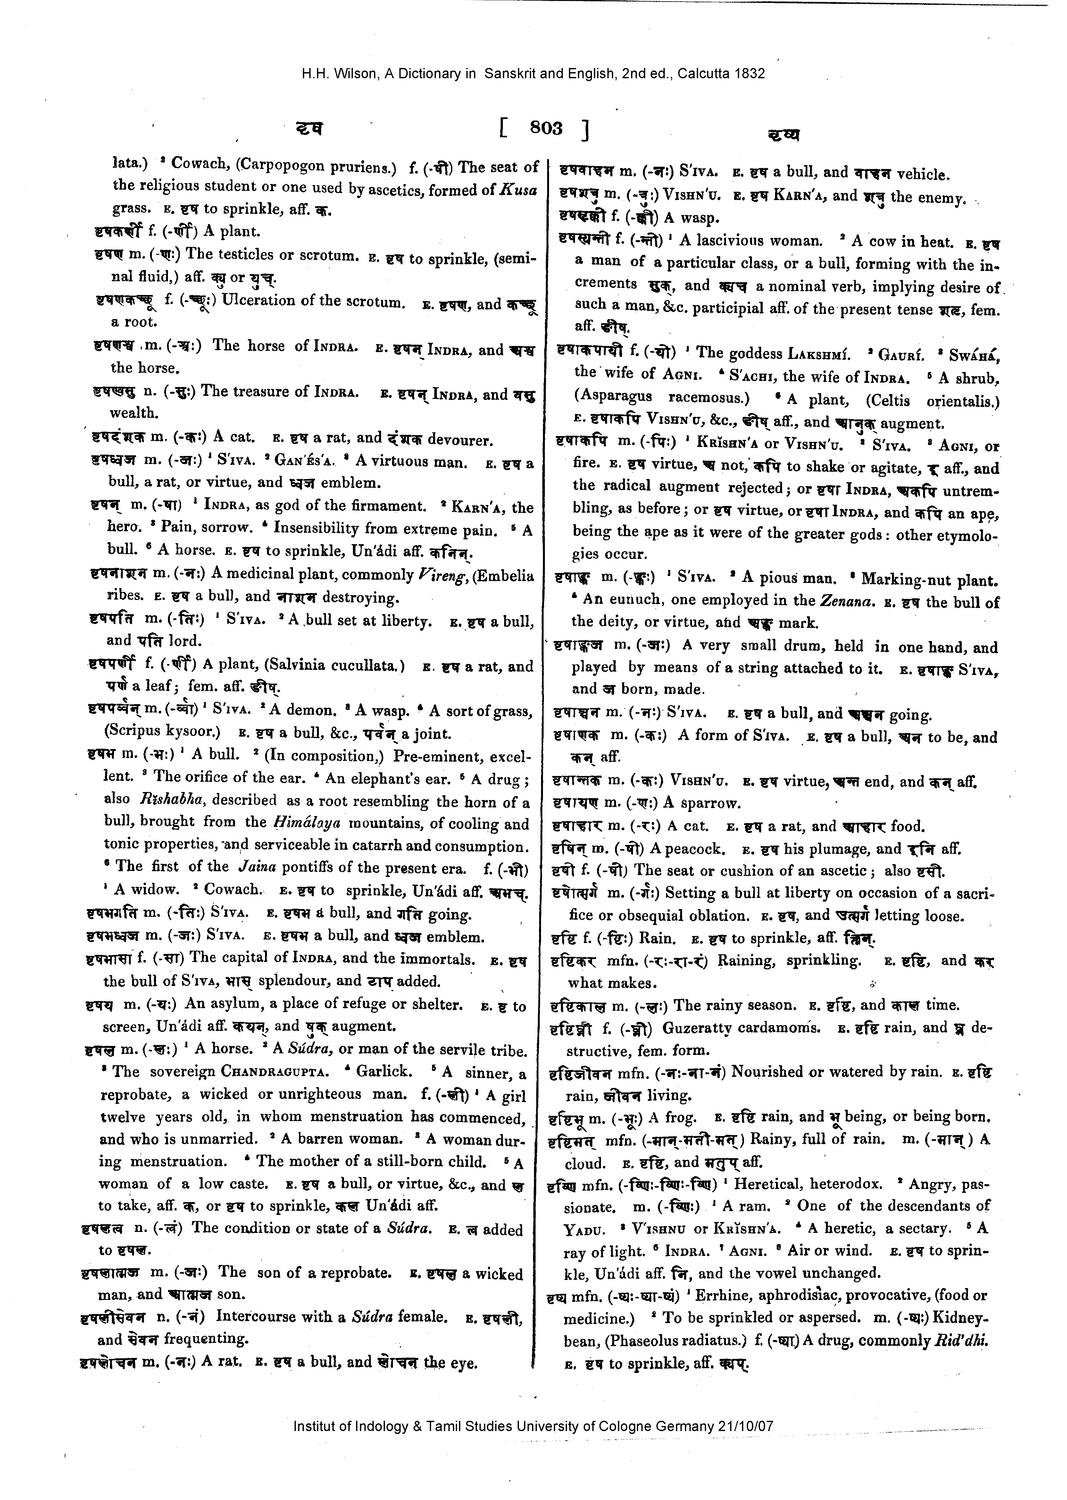 H.H. Wilson, A Dictionary in Sanskrit and English, 2nd ed., Calcutta 1832
वृष [ 803 ] वृष्य
lata.) ² Cowach, (Carpopogon pruriens.) f. (-षी) The seat of
the religious student or one used by ascetics, formed of Kusa
grass. E. वृष to sprinkle, aff. क.
वृषकर्णी f. (-र्णी) A plant.
वृषण m. (-णः) The testicles or scrotum. E. वृष to sprinkle, (semi-
nal fluid,) aff. क्यु or युच्.
वृषणकच्छू f. (-च्छूः) Ulceration of the scrotum. E. वृषण, and कच्छू
a root.
वृषणश्व m. (-श्वः) The horse of INDRA. E. वृषन् INDRA, and अश्व
the horse.
वृषण्वसु n. (-सुः) The treasure of INDRA. E. वृषन् INDRA, and वसु
wealth.
वृषदंशक m. (-कः) A cat. E. वृष a rat, and दंशक devourer.
वृषध्वज m. (-जः) ¹ S'IVA. ² GAN'ÉS'A. ³ A virtuous man. E. वृष a
bull, a rat, or virtue, and ध्वज emblem.
वृषन् m. (-षा) ¹ INDRA, as god of the firmament. ² KARN'A, the
hero. ³ Pain, sorrow. ⁴ Insensibility from extreme pain. ⁵ A
bull. ⁶ A horse. E. वृष to sprinkle, Un'ádi aff. कनिन्.
वृषनाशन m. (-नः) A medicinal plant, commonly Vireng, (Embelia
ribes. E. वृष a bull, and नाशन destroying.
वृषपति m. (-तिः) ¹ S'IVA. ² A bull set at liberty. E. वृष a bull,
and पति lord.
वृषपर्णी f. (-र्णी) A plant, (Salvinia cucullata.) E. वृष a rat, and
पर्ण a leaf; fem. aff. ङीष्.
वृषपर्व्वन् m. (-र्व्वा) ¹ S'IVA. ² A demon. ³ A wasp. ⁴ A sort of grass,
(Scripus kysoor.) E. वृष a bull, &c., पर्वन् a joint.
वृषभ m. (-भः) ¹ A bull. ² (In composition,) Pre-eminent, excel-
lent. ³ The orifice of the ear. ⁴ An elephant's ear. ⁵ A drug;
also Rĭshabha, described as a root resembling the horn of a
bull, brought from the Himálaya mountains, of cooling and
tonic properties, and serviceable in catarrh and consumption.
⁶ The first of the Jaina pontiffs of the present era. f. (-भी)
¹ A widow. ² Cowach. E. वृष to sprinkle, Un'ádi aff. अभच्.
वृषभगति m. (-तिः) S'IVA. E. वृषभ a bull, and गति going.
वृषभध्वज m. (-जः) S'IVA. E. वृषभ a bull, and ध्वज emblem.
वृषभासा f. (-सा) The capital of INDRA, and the immortals. E. वृष
the bull of S'IVA, भास् splendour, and टाप् added.
वृषय m. (-यः) An asylum, a place of refuge or shelter. E. वृ to
screen, Un'ádi aff. कयन्, and षुक् augment.
वृषल m. (-लः) ¹ A horse. ² A Súdra, or man of the servile tribe.
³ The sovereign CHANDRAGUPTA. ⁴ Garlick. ⁵ A sinner, a
reprobate, a wicked or unrighteous man. f. (-ली) ¹ A girl
twelve years old, in whom menstruation has commenced,
and who is unmarried. ² A barren woman. ³ A woman dur-
ing menstruation. ⁴ The mother of a still-born child. ⁵ A
woman of a low caste. E. वृष a bull, or virtue, &c., and ल
to take, aff. क, or वृष to sprinkle, कल Un'ádi aff.
वृषलत्व n. (-त्वं) The condition or state of a Súdra. E. त्व added
to वृषल.
वृषलात्मज m. (-जः) The son of a reprobate. E. वृषल a wicked
man, and आत्मज son.
वृषलीसेवन n. (-नं) Intercourse with a Súdra female. E. वृषली,
and सेवन frequenting.
वृषलोचन m. (-नः) A rat. E. वृष a bull, and लोचन the eye.
वृषवाहन m. (-नः) S'IVA. E. वृष a bull, and वाहन vehicle.
वृषशत्रु m. (-त्रुः) VISHN'U. E. वृष KARN'A, and शत्रु the enemy.
वृषसृक्की f. (-क्की) A wasp.
वृषस्यन्ती f. (-न्ती) ¹ A lascivious woman. ² A cow in heat. E. वृष
a man of a particular class, or a bull, forming with the in-
crements सुक्, and क्यच a nominal verb, implying desire of
such a man, &c. participial aff. of the present tense शतृ, fem.
aff. ङीष्.
वृषाकपायी f. (-यी) ¹ The goddess LAKSHMÍ. ² GAURÍ. ³ SWÁHÁ,
the wife of AGNI. ⁴ S'ACHI, the wife of INDRA. ⁵ A shrub,
(Asparagus racemosus.) ⁶ A plant, (Celtis orientalis.)
E. वृषाकपि VISHN'U, &c., ङीष् aff., and आनुक् augment.
वृषाकपि m. (-पिः) ¹ KRĬSHN'A or VISHN'U. ² S'IVA. ³ AGNI, or
fire. E. वृष virtue, अ not, कपि to shake or agitate, इ aff., and
the radical augment rejected; or वृषा INDRA, अकपि untrem-
bling, as before; or वृष virtue, or वृषा INDRA, and कपि an ape,
being the ape as it were of the greater gods: other etymolo-
gies occur.
वृषाङ्क m. (-ङ्कः) ¹ S'IVA. ² A pious man. ³ Marking-nut plant.
⁴ An eunuch, one employed in the Zenana. E. वृष the bull of
the deity, or virtue, and अङ्क mark.
वृषाङ्कज m. (-जः) A very small drum, held in one hand, and
played by means of a string attached to it. E. वृषाङ्क S'IVA,
and ज born, made.
वृषाञ्चन m. (-नः) S'IVA. E. वृष a bull, and अञ्चन going.
वृषाणक m. (-कः) A form of S'IVA. E. वृष a bull, अन to be, and
कन् aff.
वृषान्तक m. (-कः) VISHN'U. E. वृष virtue, अन्त end, and कन् aff.
वृषायण m. (-णः) A sparrow.
वृषाहार m. (-रः) A cat. E. वृष a rat, and आहार food.
वृषिन् m. (-षी) A peacock. E. वृष his plumage, and इनि aff.
वृषी f. (-षी) The seat or cushion of an ascetic; also वृसी.
वृषोत्सर्ग m. (-र्गः) Setting a bull at liberty on occasion of a sacri-
fice or obsequial oblation. E. वृष, and उत्सर्ग letting loose.
वृष्टि f. (-ष्टिः) Rain. E. वृष to sprinkle, aff. क्तिन्.
वृष्टिकर mfn. (-रः-रा-रं) Raining, sprinkling. E. वृष्टि, and कर
what makes.
वृष्टिकाल m. (-लः) The rainy season. E. वृष्टि, and काल time.
वृष्टिघ्नी f. (-घ्नी) Guzeratty cardamoms. E. वृष्टि rain, and घ्न de-
structive, fem. form.
वृष्टिजीवन mfn. (-नः-ना-नं) Nourished or watered by rain. E. वृष्टि
rain, जीवन living.
वृष्टिभू m. (-भूः) A frog. E. वृष्टि rain, and भू being, or being born.
वृष्टिमत् mfn. (-मान्-मती-मत्) Rainy, full of rain. m. (-मान्) A
cloud. E. वृष्टि, and मतुप् aff.
वृष्णि mfn. (-ष्णिः-ष्णिः-ष्णि) ¹ Heretical, heterodox. ² Angry, pas-
sionate. m. (-ष्णिः) ¹ A ram. ² One of the descendants of
YADU. ³ VISHNU or KRĬSHN'A. ⁴ A heretic, a sectary. ⁵ A
ray of light. ⁶ INDRA. ⁷ AGNI. ⁸ Air or wind. E. वृष to sprin-
kle, Un'ádi aff. नि, and the vowel unchanged.
वृष्य mfn. (-ष्यः-ष्या-ष्यं) ¹ Errhine, aphrodisiac, provocative, (food or
medicine.) ² To be sprinkled or aspersed. m. (-ष्यः) Kidney-
bean, (Phaseolus radiatus.) f. (-ष्या) A drug, commonly Rid'dhi.
E. वृष to sprinkle, aff. क्यप्.
Institut of Indology & Tamil Studies University of Cologne Germany 21/10/07